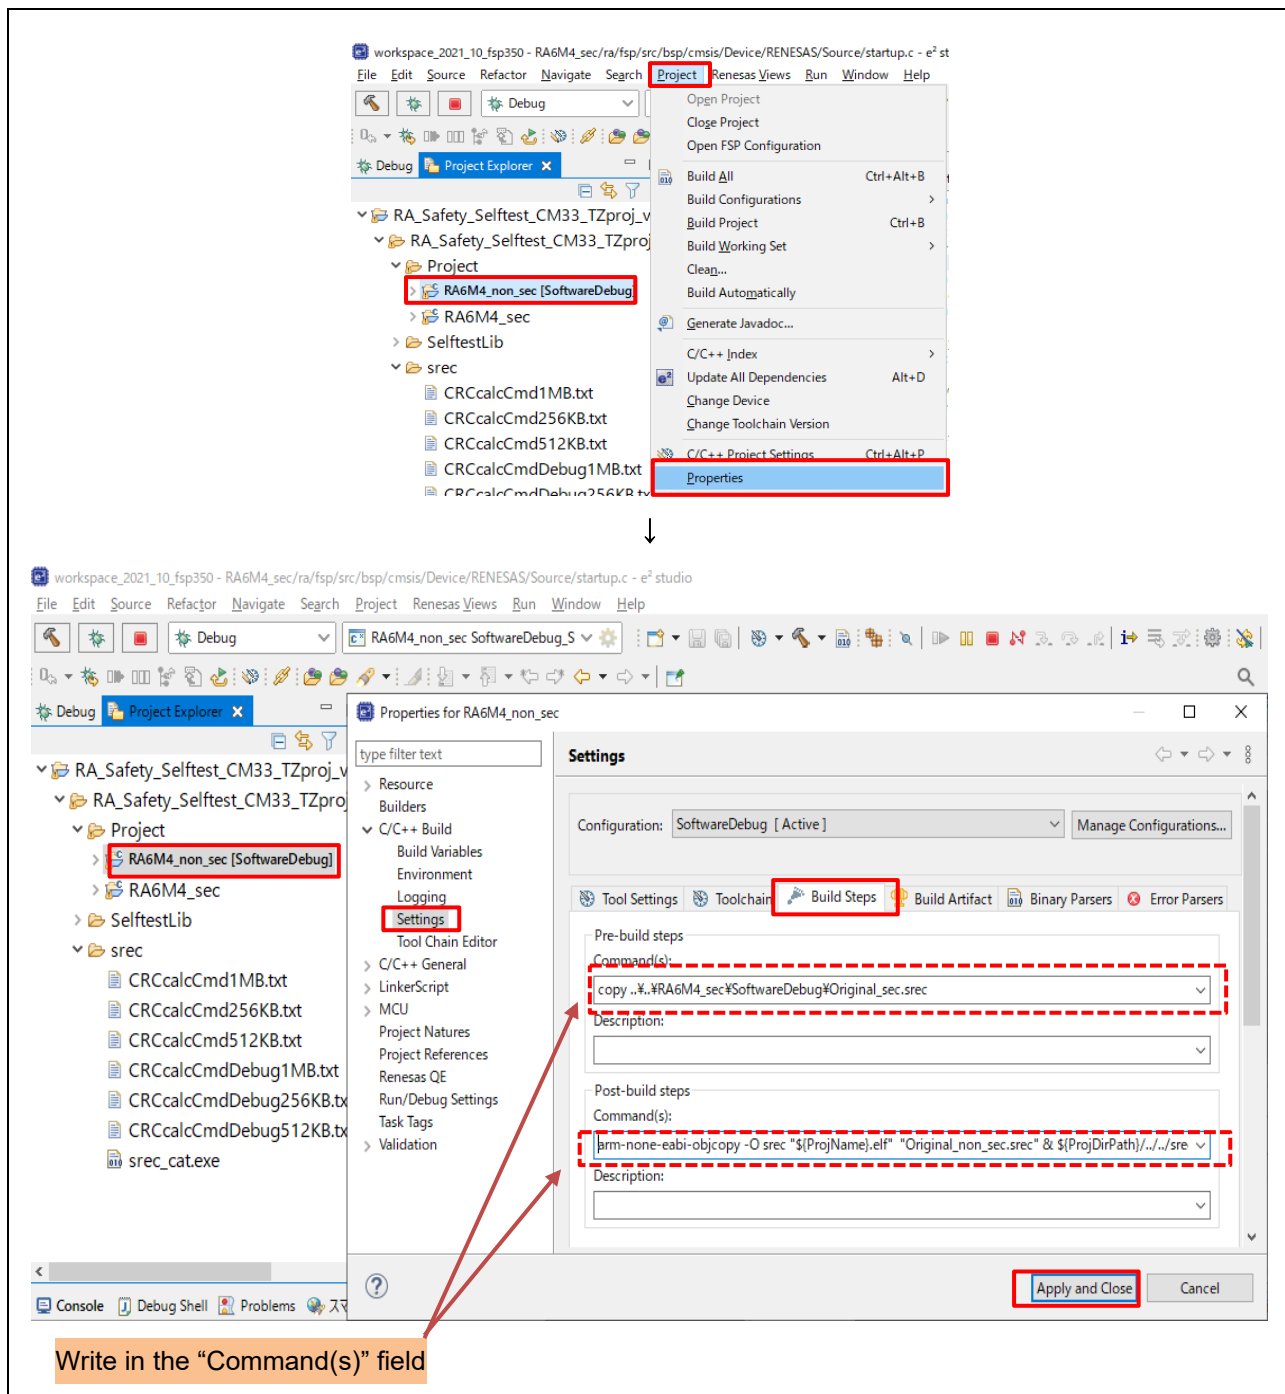 workspace_2021_10_fsp350 - RA6M4_sec/ra/fsp/src/bsp/cmsis/Device/RENESAS/Source/startup.c - e² st
File Edit Source Refactor Navigate Search Project Renesas Views Run Window Help
Debug
Open Project
Close Project
Open FSP Configuration
Debug Project Explorer
Build All Ctrl+Alt+B
Build Configurations
Build Project Ctrl+B
Build Working Set
Clean...
Build Automatically
Generate Javadoc...
C/C++ Index
Update All Dependencies Alt+D
Change Device
Change Toolchain Version
C/C++ Project Settings Ctrl+Alt+P
Properties
RA_Safety_Selftest_CM33_TZproj_v
RA_Safety_Selftest_CM33_TZproj
Project
RA6M4_non_sec [SoftwareDebug]
RA6M4_sec
SelftestLib
srec
CRCcalcCmd1MB.txt
CRCcalcCmd256KB.txt
CRCcalcCmd512KB.txt
CRCcalcCmdDebug1MB.txt
CRCcalcCmdDebug256KB.tx
↓
workspace_2021_10_fsp350 - RA6M4_sec/ra/fsp/src/bsp/cmsis/Device/RENESAS/Source/startup.c - e² studio
File Edit Source Refactor Navigate Search Project Renesas Views Run Window Help
Debug RA6M4_non_sec SoftwareDebug_S
Debug Project Explorer
RA_Safety_Selftest_CM33_TZproj_v
RA_Safety_Selftest_CM33_TZproj
Project
RA6M4_non_sec [SoftwareDebug]
RA6M4_sec
SelftestLib
srec
CRCcalcCmd1MB.txt
CRCcalcCmd256KB.txt
CRCcalcCmd512KB.txt
CRCcalcCmdDebug1MB.txt
CRCcalcCmdDebug256KB.tx
CRCcalcCmdDebug512KB.tx
srec_cat.exe
Console Debug Shell Problems スマ
Properties for RA6M4_non_sec
type filter text
Resource
Builders
C/C++ Build
Build Variables
Environment
Logging
Settings
Tool Chain Editor
C/C++ General
LinkerScript
MCU
Project Natures
Project References
Renesas QE
Run/Debug Settings
Task Tags
Validation
Settings
Configuration: SoftwareDebug [ Active ] Manage Configurations...
Tool Settings Toolchain Build Steps Build Artifact Binary Parsers Error Parsers
Pre-build steps
Command(s):
copy ..¥..¥RA6M4_sec¥SoftwareDebug¥Original_sec.srec
Description:
Post-build steps
Command(s):
arm-none-eabi-objcopy -O srec "${ProjName}.elf" "Original_non_sec.srec" & ${ProjDirPath}/../../sre
Description:
Apply and Close Cancel
Write in the “Command(s)” field